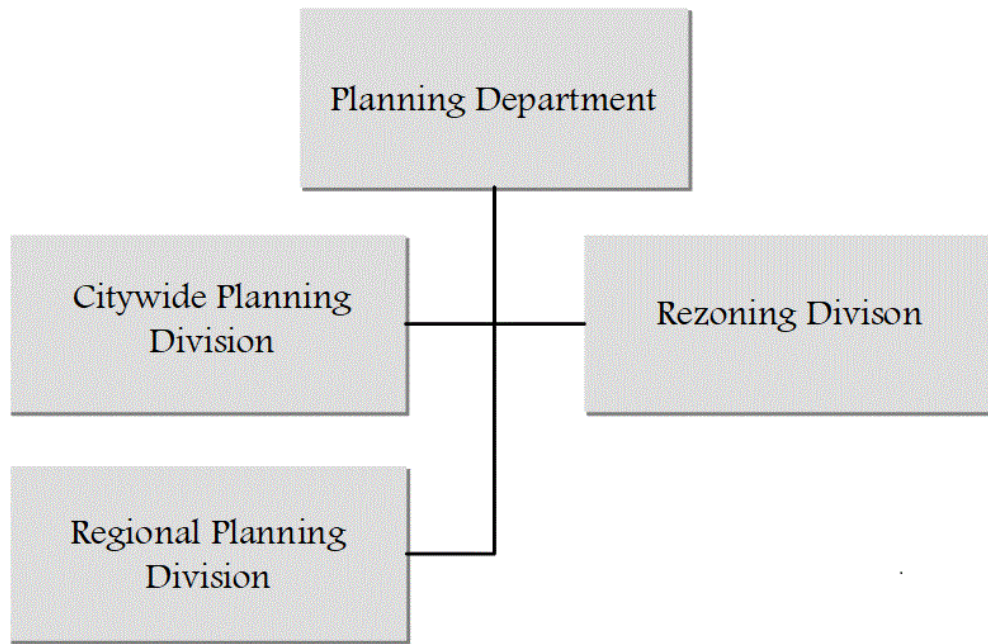 Planning Department
Citywide Planning
Division
Rezoning Divison
Regional Planning
Division